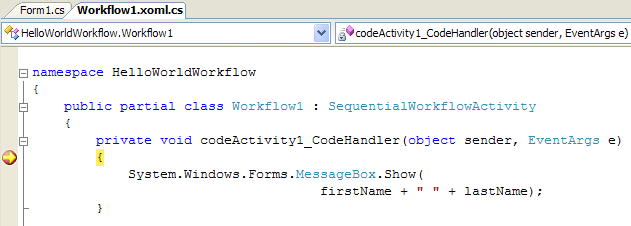 Form1.cs Workflow1.xoml.cs
HelloWorldWorkflow.Workflow1 codeActivity1_CodeHandler(object sender, EventArgs e)
namespace HelloWorldWorkflow
{
public partial class Workflow1 : SequentialWorkflowActivity
{
private void codeActivity1_CodeHandler(object sender, EventArgs e)
{
System.Windows.Forms.MessageBox.Show(
firstName + " " + lastName);
}